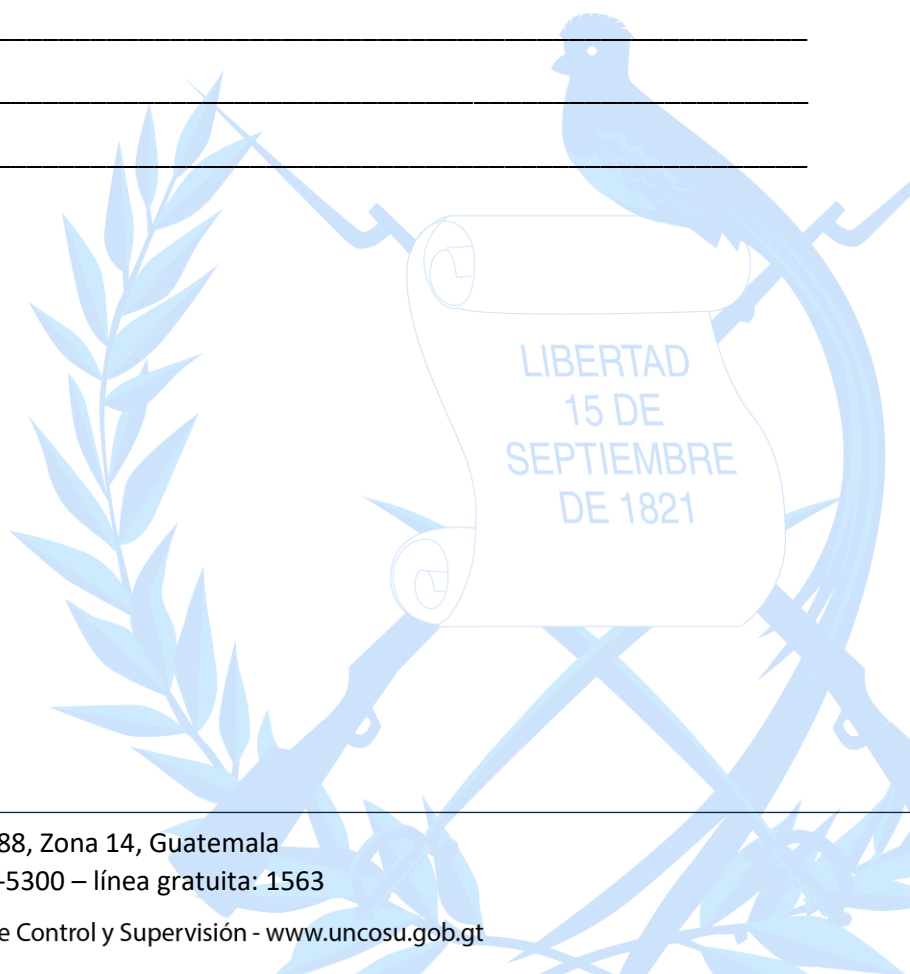 LIBERTAD
15 DE
SEPTIEMBRE
DE 1821
88, Zona 14, Guatemala
-5300 – línea gratuita: 1563
e Control y Supervisión - www.uncosu.gob.gt